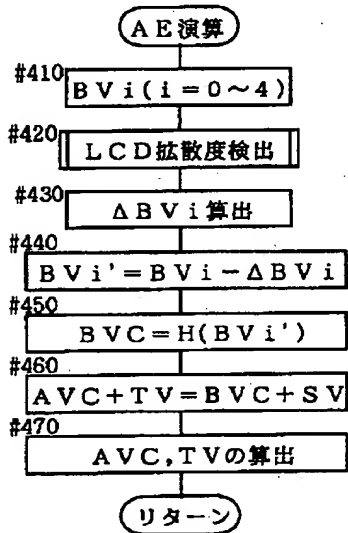 AE演算
#410
BVi(i=0～4)
#420
LCD拡散度検出
#430
ΔBVi算出
#440
BVi'=BVi-ΔBVi
#450
BVC=H(BVi')
#460
AVC+TV=BVC+SV
#470
AVC,TVの算出
リターン